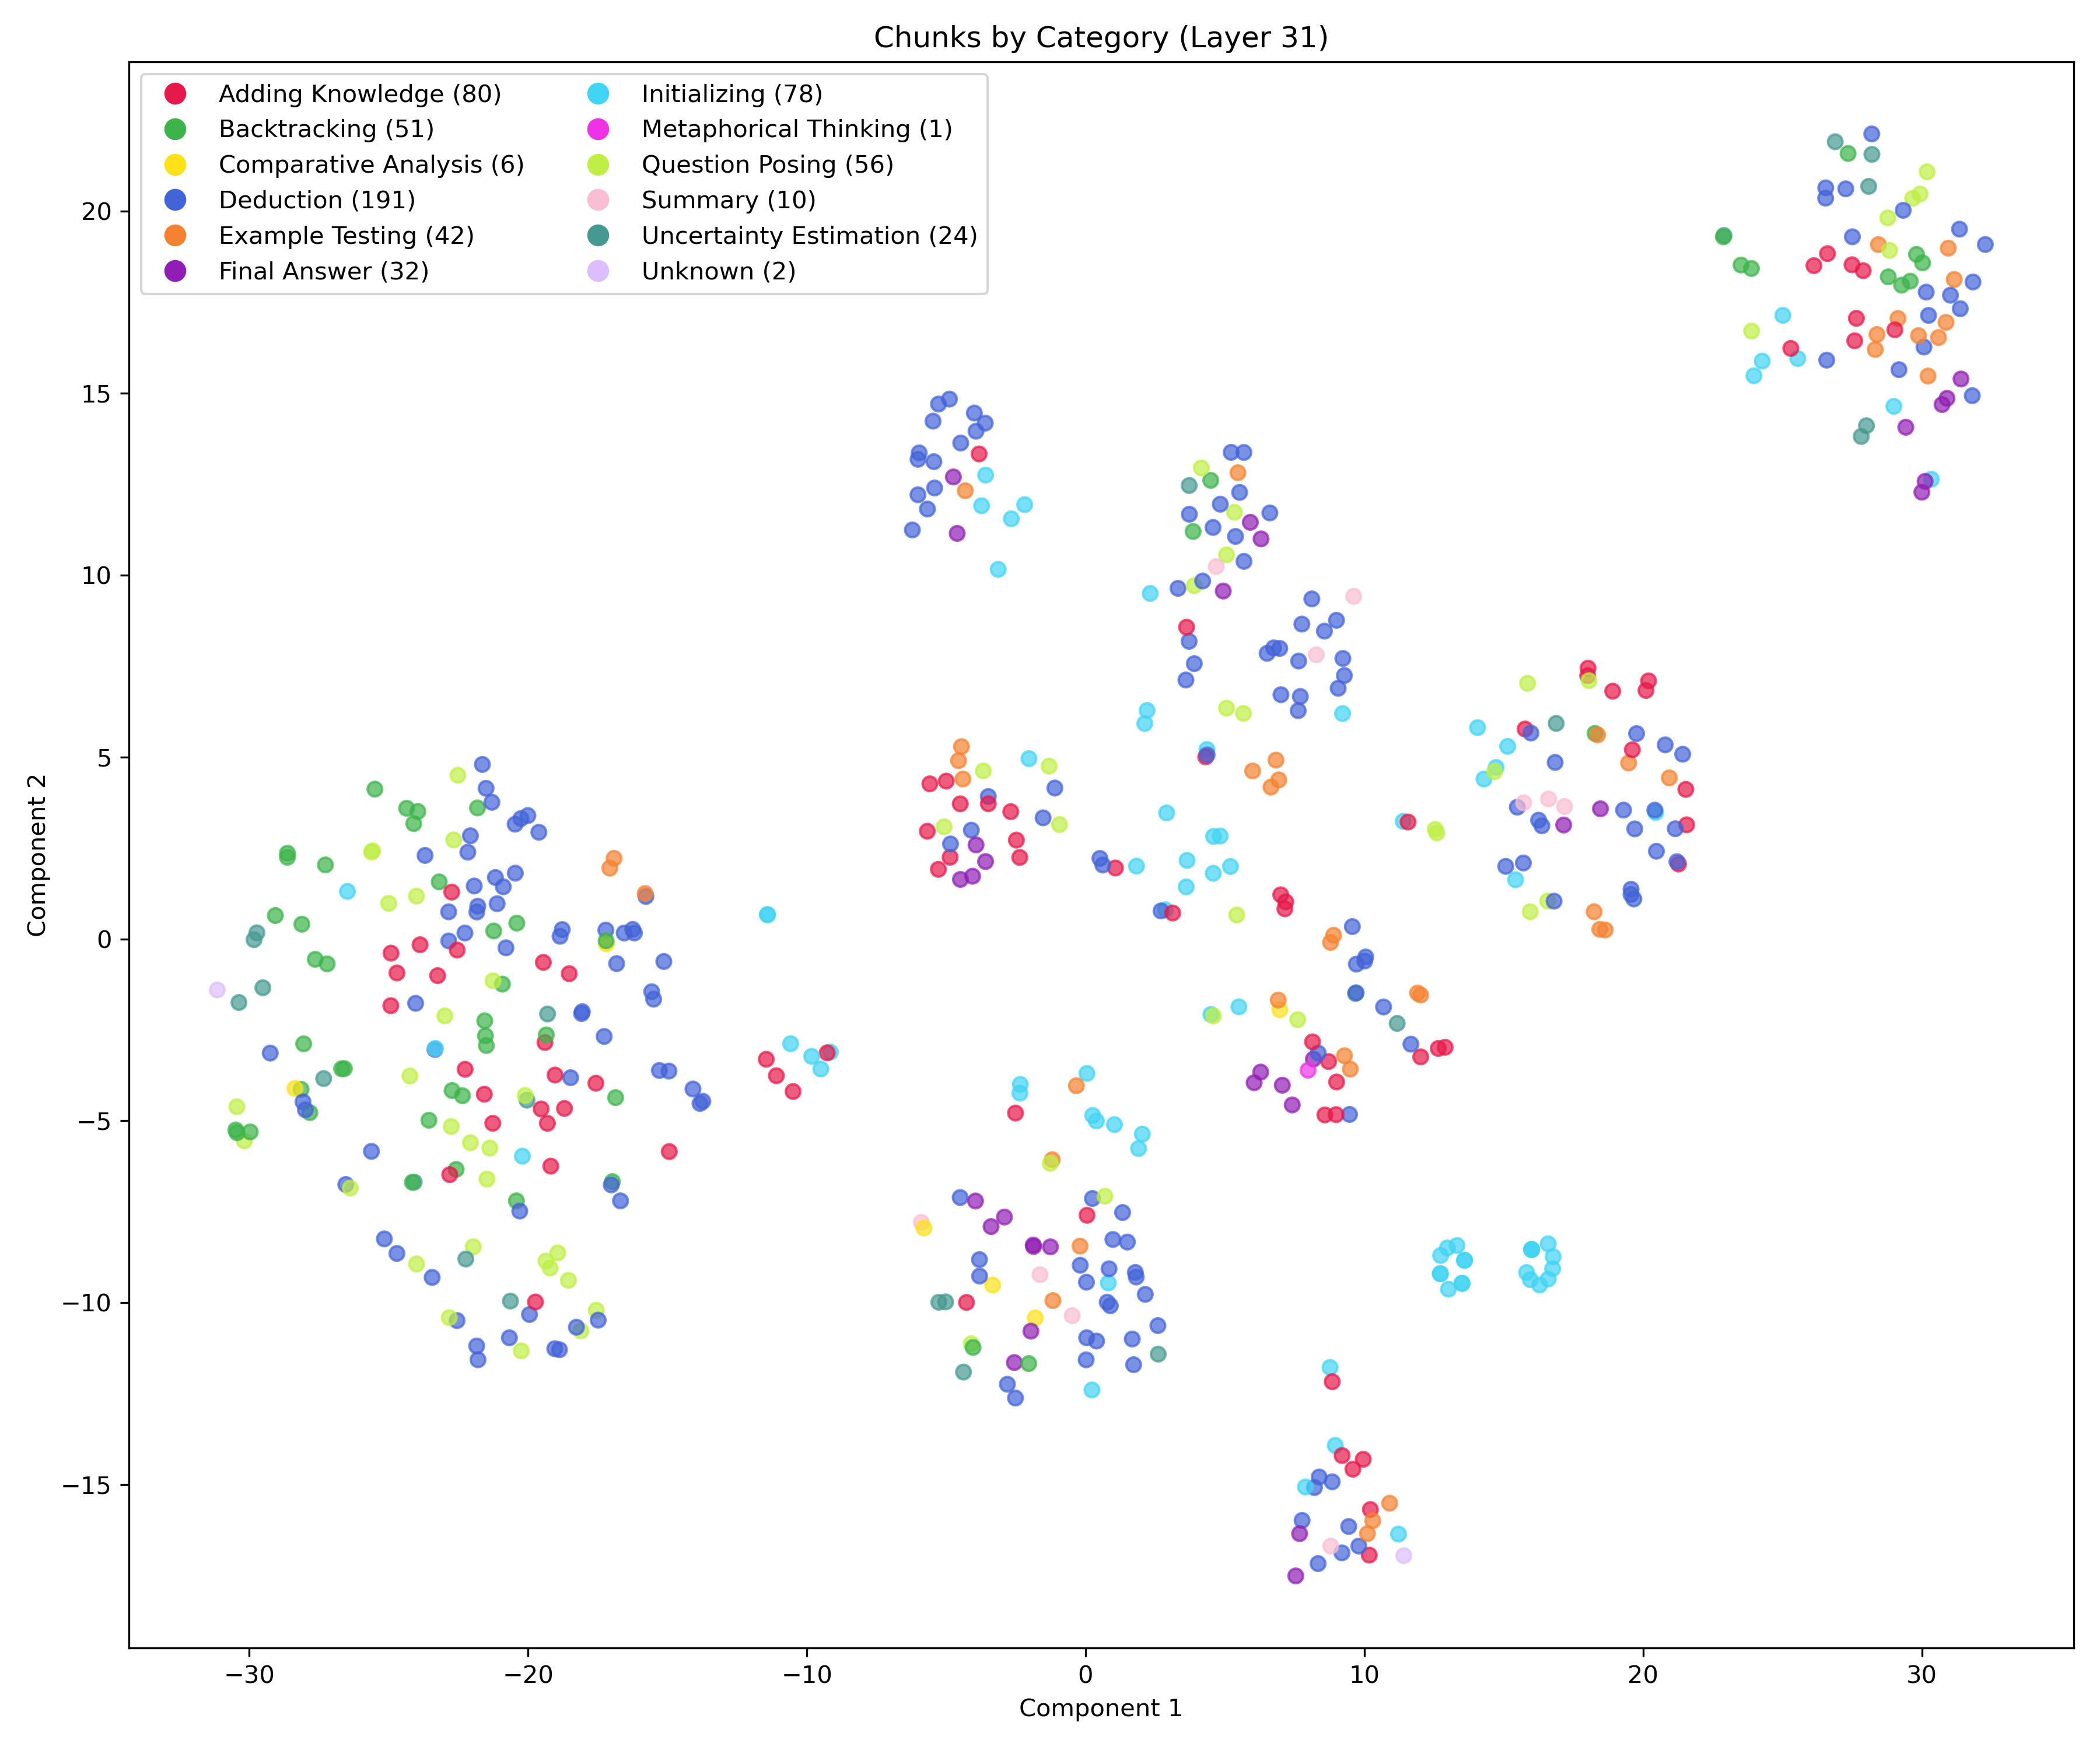 Chunks by Category (Layer 31)
Adding Knowledge (80)
Backtracking (51)
Comparative Analysis (6)
Deduction (191)
Example Testing (42)
Final Answer (32)
Initializing (78)
Metaphorical Thinking (1)
Question Posing (56)
Summary (10)
Uncertainty Estimation (24)
Unknown (2)
Component 2
20
15
10
5
0
−5
−10
−15
−30
−20
−10
0
10
20
30
Component 1